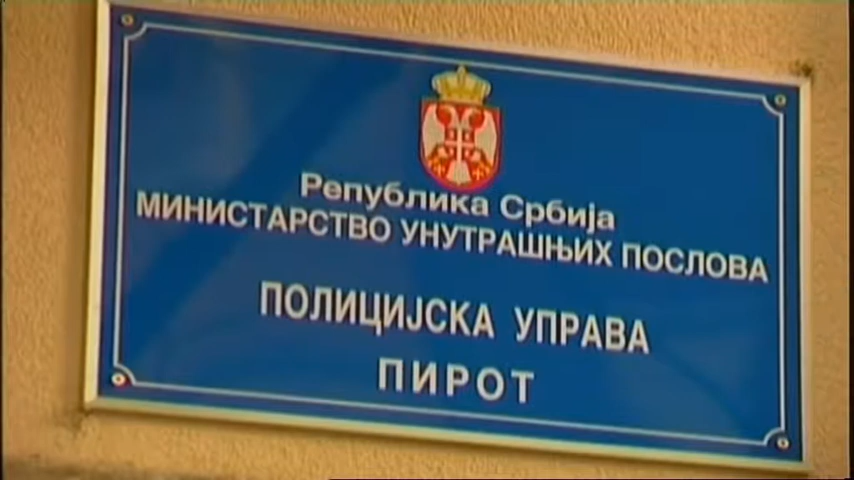 Република Србија
МИНИСТАРСТВО УНУТРАШЊИХ ПОСЛОВА
ПОЛИЦИЈСКА УПРАВА
ПИРОТ